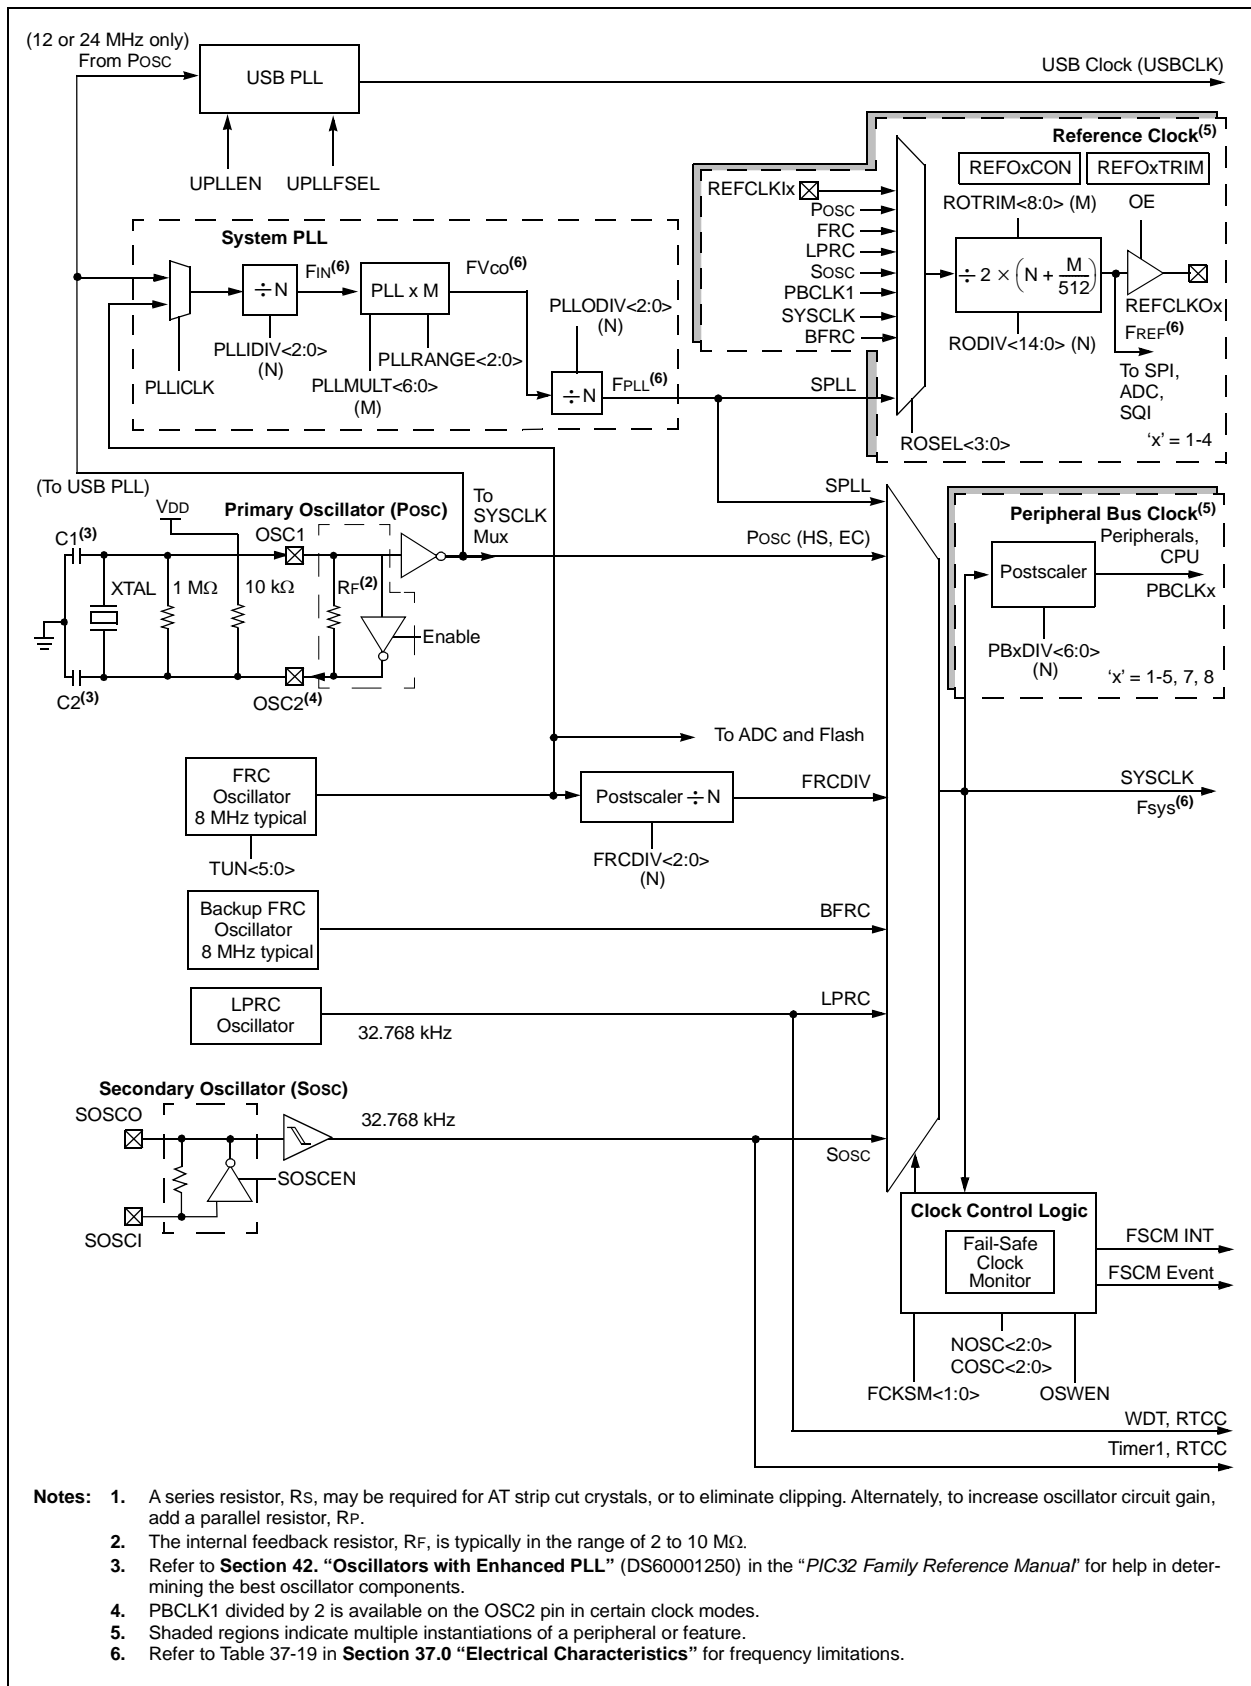 (12 or 24 MHz only)
From POSC
USB PLL
USB Clock (USBCLK)
UPLLEN
UPLLFSEL
Reference Clock(5)
REFOxCON
REFOxTRIM
REFCLKIx
POSC
FRC
LPRC
SOSC
PBCLK1
SYSCLK
BFRC
ROTRIM<8:0> (M)
OE
÷ 2 × (N + M/512)
REFCLKOx
RODIV<14:0> (N)
FREF(6)
To SPI,
ADC,
SQI
SPLL
ROSEL<3:0>
'x' = 1-4
System PLL
FIN(6)
FVco(6)
÷ N
PLL x M
PLLODIV<2:0>
(N)
PLLIDIV<2:0>
(N)
PLLRANGE<2:0>
PLLICLK
PLLMULT<6:0>
(M)
÷ N
FPLL(6)
(To USB PLL)
SPLL
VDD
Primary Oscillator (POSC)
To
SYSCLK
Mux
C1(3)
OSC1
POSC (HS, EC)
XTAL
1 MΩ
10 kΩ
RF(2)
Enable
C2(3)
OSC2(4)
Peripheral Bus Clock(5)
Peripherals,
CPU
Postscaler
PBCLKx
PBxDIV<6:0>
(N)
'x' = 1-5, 7, 8
To ADC and Flash
FRC
Oscillator
8 MHz typical
Postscaler ÷ N
FRCDIV
SYSCLK
Fsys(6)
TUN<5:0>
FRCDIV<2:0>
(N)
Backup FRC
Oscillator
8 MHz typical
BFRC
LPRC
Oscillator
LPRC
32.768 kHz
Secondary Oscillator (SOSC)
SOSCO
32.768 kHz
SOSC
SOSCEN
SOSCI
Clock Control Logic
Fail-Safe
Clock
Monitor
FSCM INT
FSCM Event
NOSC<2:0>
COSC<2:0>
FCKSM<1:0>
OSWEN
WDT, RTCC
Timer1, RTCC
Notes: 1. A series resistor, RS, may be required for AT strip cut crystals, or to eliminate clipping. Alternately, to increase oscillator circuit gain,
add a parallel resistor, RP.
2. The internal feedback resistor, RF, is typically in the range of 2 to 10 MΩ.
3. Refer to Section 42. “Oscillators with Enhanced PLL” (DS60001250) in the “PIC32 Family Reference Manual” for help in deter-
mining the best oscillator components.
4. PBCLK1 divided by 2 is available on the OSC2 pin in certain clock modes.
5. Shaded regions indicate multiple instantiations of a peripheral or feature.
6. Refer to Table 37-19 in Section 37.0 “Electrical Characteristics” for frequency limitations.